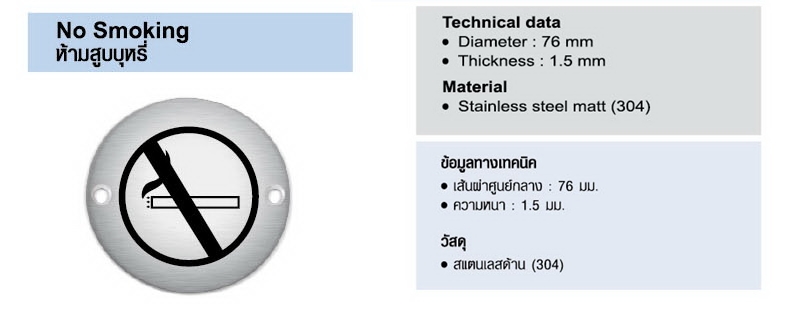 No Smoking
ห้ามสูบบุหรี่
Technical data
• Diameter : 76 mm
• Thickness : 1.5 mm
Material
• Stainless steel matt (304)
ข้อมูลทางเทคนิค
• เส้นผ่าศูนย์กลาง : 76 มม.
• ความหนา : 1.5 มม.
วัสดุ
• สแตนเลสด้าน (304)